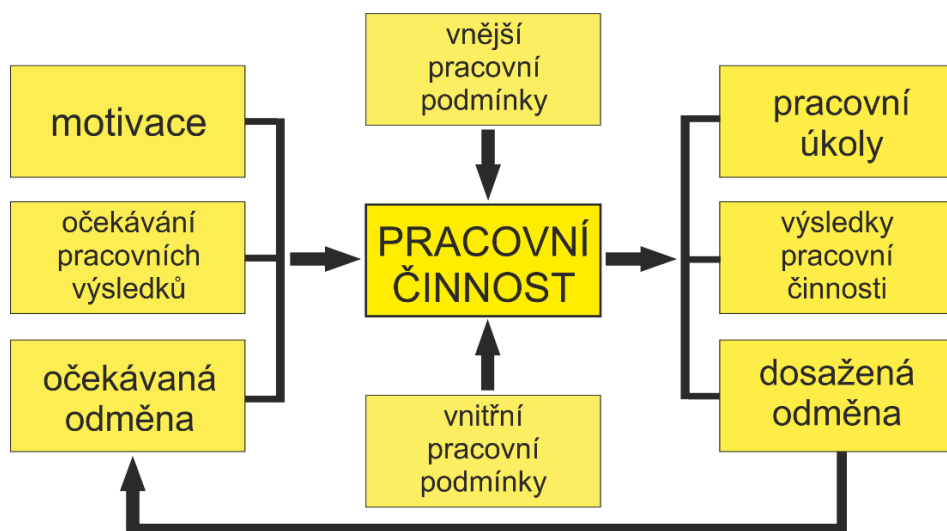 motivace
očekávání
pracovních
výsledků
očekávaná
odměna
vnější
pracovní
podmínky
PRACOVNÍ
ČINNOST
vnitřní
pracovní
podmínky
pracovní
úkoly
výsledky
pracovní
činnosti
dosažená
odměna